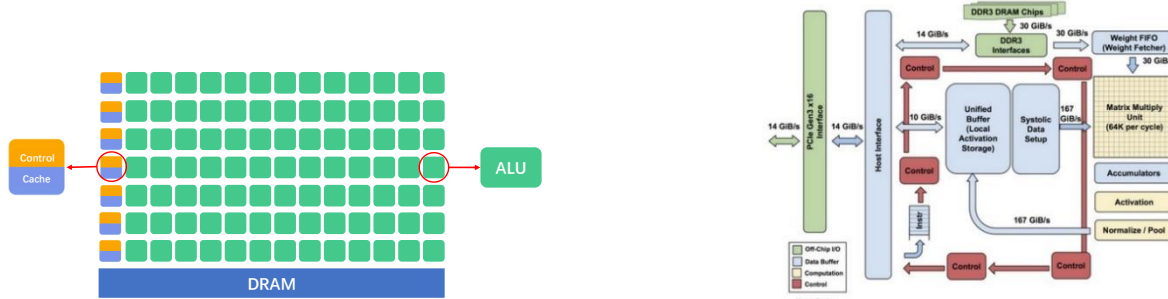 Control
Cache
ALU
DRAM
DDR3 DRAM Chips
30 GiB/s
14 GiB/s
DDR3
Interfaces
30 GiB/s
Weight FIFO
(Weight Fetcher)
30 GiB/s
Control
Control
PCIe Gen3 x16
Interface
Host Interface
14 GiB/s
14 GiB/s
10 GiB/s
Unified
Buffer
(Local
Activation
Storage)
Systolic
Data
Setup
167
GiB/s
Matrix Multiply
Unit
(64K per cycle)
Accumulators
Activation
Normalize / Pool
Control
Instr
167 GiB/s
Control
Control
Off-Chip I/O
Data Buffer
Computation
Control